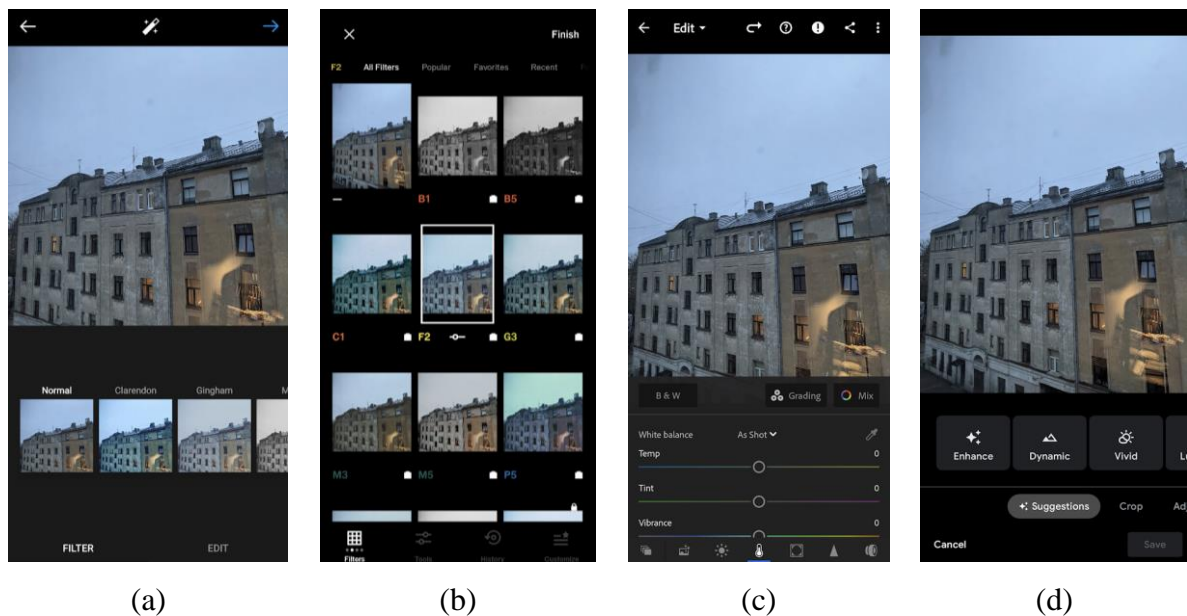 Normal Clarendon Gingham M
FILTER EDIT
(a)
Finish
F2 All Filters Popular Favorites Recent
B1 B5
C1 F2 G3
M3 M5 P5
Filters Tools History Customize
(b)
Edit
B & W Grading Mix
White balance As Shot
Temp 0
Tint 0
Vibrance 0
(c)
Enhance Dynamic Vivid Lu
Suggestions Crop Adj
Cancel Save
(d)